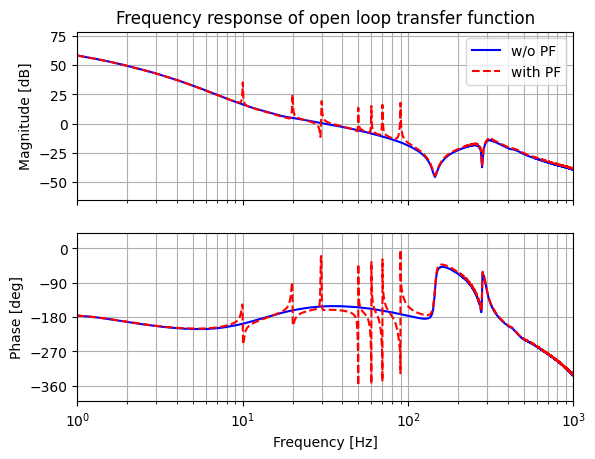 Frequency response of open loop transfer function
75
50
25
0
−25
−50
Magnitude [dB]
w/o PF
with PF
0
−90
−180
−270
−360
Phase [deg]
10⁰
10¹
10²
10³
Frequency [Hz]